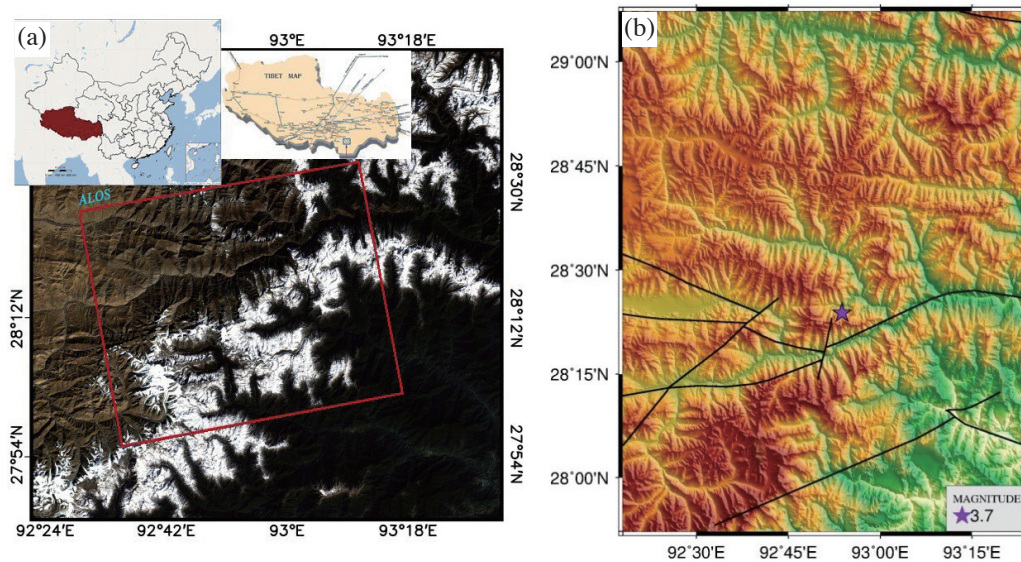 (a)
93°E
93°18′E
TIBET MAP
ALOS
28°30′N
28°12′N
28°12′N
27°54′N
27°54′N
92°24′E
92°42′E
93°E
93°18′E
(b)
29°00'N
28°45'N
28°30'N
28°15'N
28°00'N
MAGNITUDE
3.7
92°30'E
92°45'E
93°00'E
93°15'E